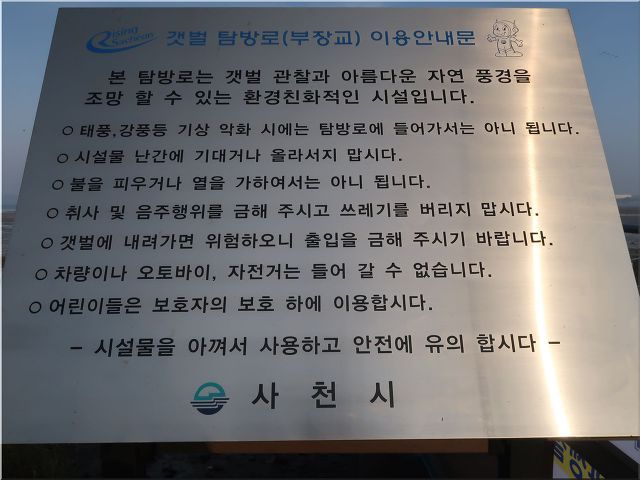 Rising Sacheon 갯벌 탐방로(부장교) 이용안내문
본 탐방로는 갯벌 관찰과 아름다운 자연 풍경을
조망 할 수 있는 환경친화적인 시설입니다.
○ 태풍,강풍등 기상 악화 시에는 탐방로에 들어가서는 아니 됩니다.
○ 시설물 난간에 기대거나 올라서지 맙시다.
○ 불을 피우거나 열을 가하여서는 아니 됩니다.
○ 취사 및 음주행위를 금해 주시고 쓰레기를 버리지 맙시다.
○ 갯벌에 내려가면 위험하오니 출입을 금해 주시기 바랍니다.
○ 차량이나 오토바이, 자전거는 들어 갈 수 없습니다.
○ 어린이들은 보호자의 보호 하에 이용합시다.
- 시설물을 아껴서 사용하고 안전에 유의 합시다 -
사 천 시